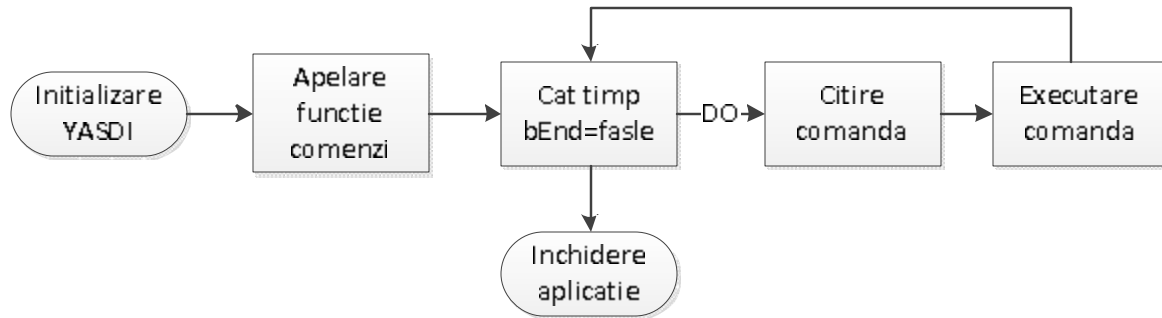 Initializare
YASDI
Apelare
functie
comenzi
Cat timp
bEnd=fasle
DO
Citire
comanda
Executare
comanda
Inchidere
aplicatie